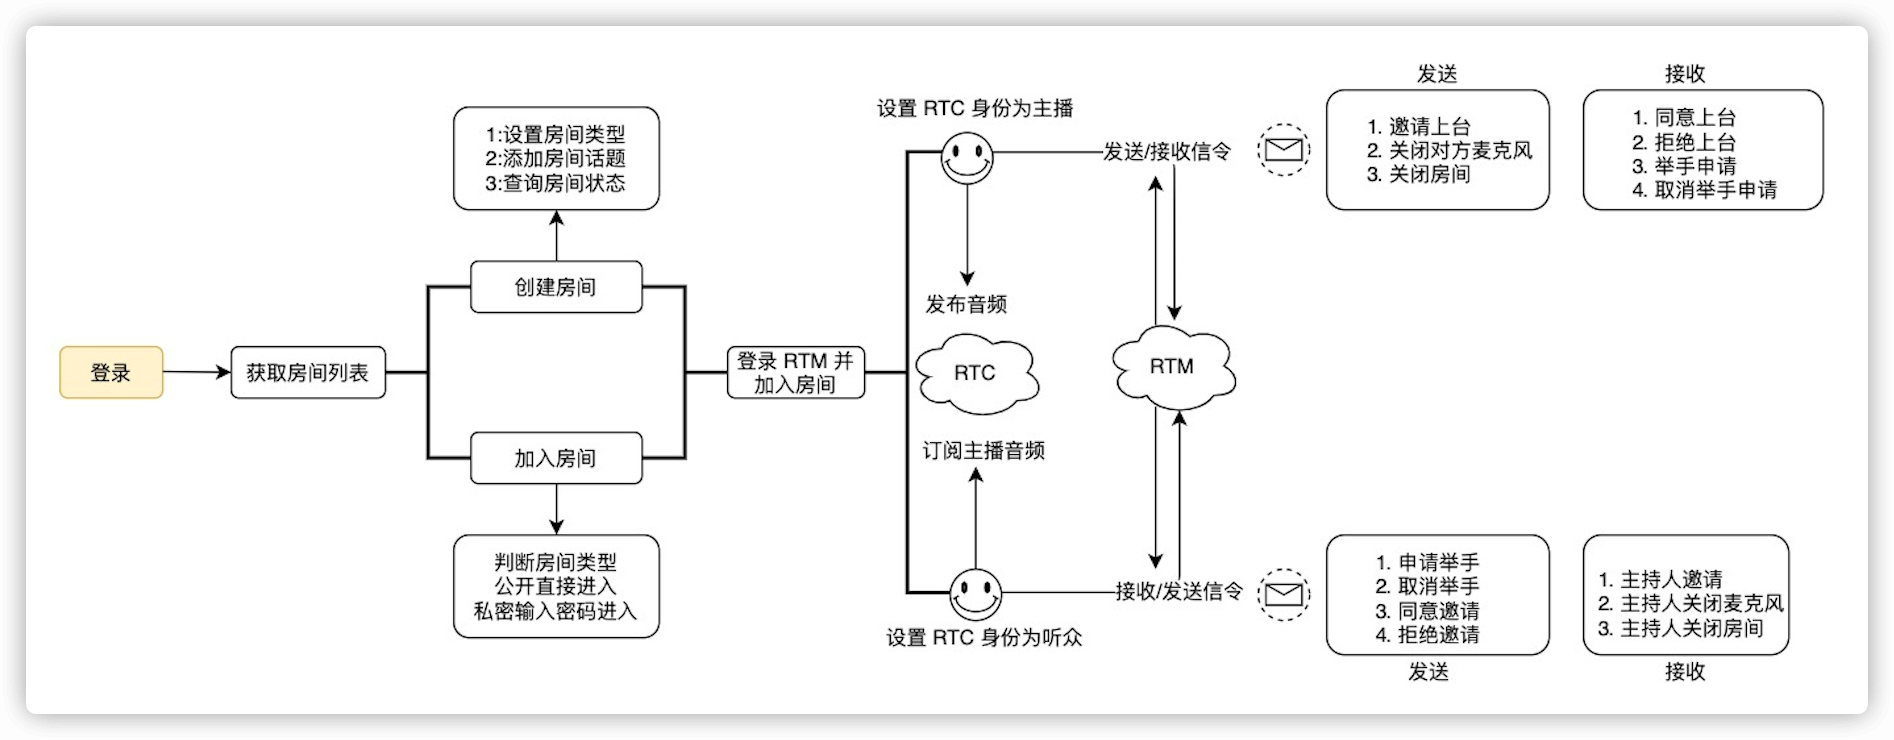 登录
获取房间列表
1:设置房间类型
2:添加房间话题
3:查询房间状态
创建房间
加入房间
判断房间类型
公开直接进入
私密输入密码进入
登录 RTM 并
加入房间
设置 RTC 身份为主播
发布音频
RTC
订阅主播音频
设置 RTC 身份为听众
发送/接收信令
RTM
接收/发送信令
发送
1. 邀请上台
2. 关闭对方麦克风
3. 关闭房间
接收
1. 同意上台
2. 拒绝上台
3. 举手申请
4. 取消举手申请
1. 申请举手
2. 取消举手
3. 同意邀请
4. 拒绝邀请
发送
1. 主持人邀请
2. 主持人关闭麦克风
3. 主持人关闭房间
接收